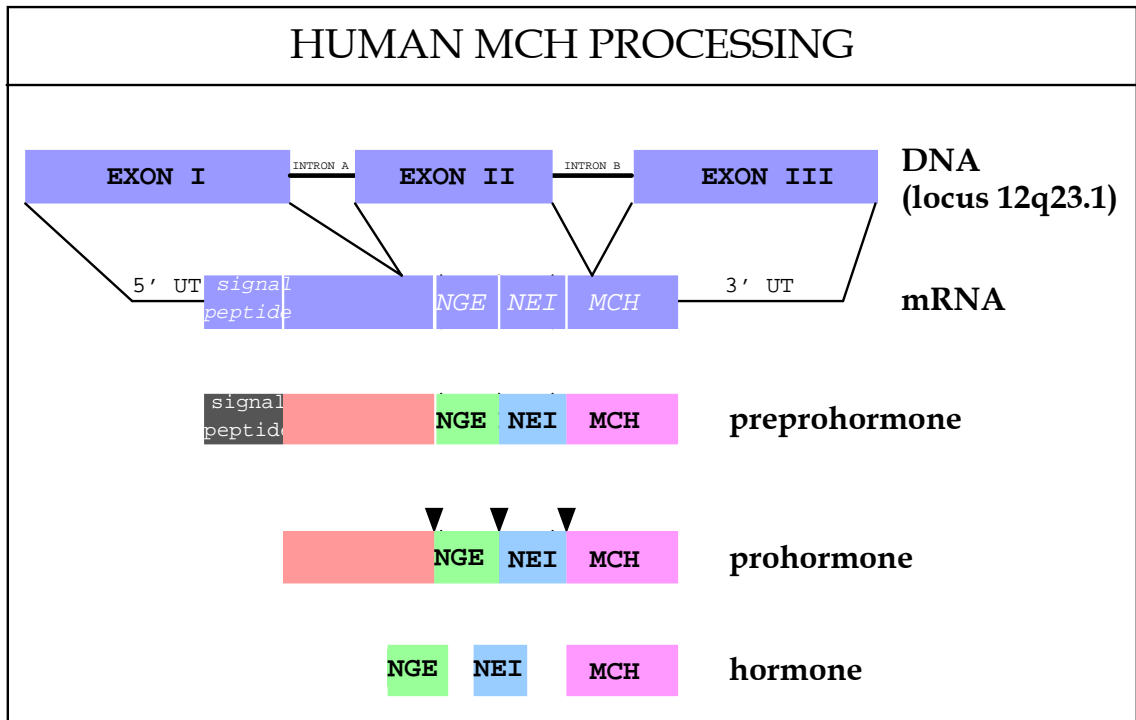 HUMAN MCH PROCESSING
EXON I
INTRON A
EXON II
INTRON B
EXON III
DNA
(locus 12q23.1)
5' UT
signal
peptide
NGE
NEI
MCH
3' UT
mRNA
signal
peptide
NGE
NEI
MCH
preprohormone
NGE
NEI
MCH
prohormone
NGE
NEI
MCH
hormone